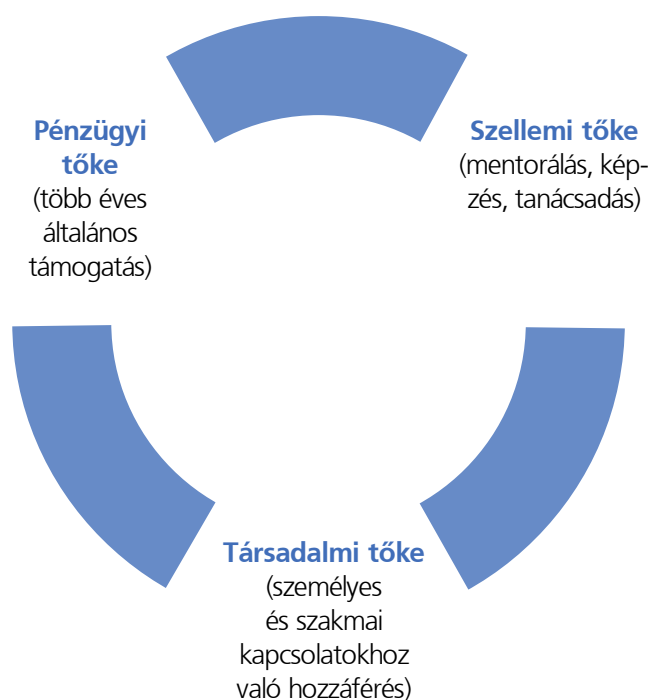 Pénzügyi
tőke
(több éves
általános
támogatás)
Szellemi tőke
(mentorálás, kép-
zés, tanácsadás)
Társadalmi tőke
(személyes
és szakmai
kapcsolatokhoz
való hozzáférés)